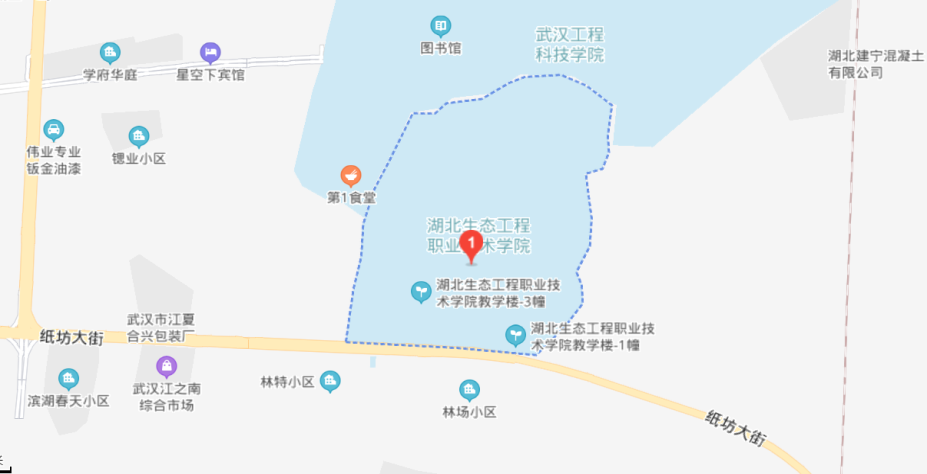 图书馆
武汉工程
科技学院
学府华庭
星空下宾馆
湖北建宁混凝土
有限公司
伟业专业
钣金油漆
锶业小区
第1食堂
湖北生态工程
职业
术学院
1
湖北生态工程职业技
术学院教学楼-3幢
武汉市江夏
合兴包装厂
湖北生态工程职业技
术学院教学楼-1幢
纸坊大街
滨湖春天小区
武汉江之南
综合市场
林特小区
林场小区
纸坊大街